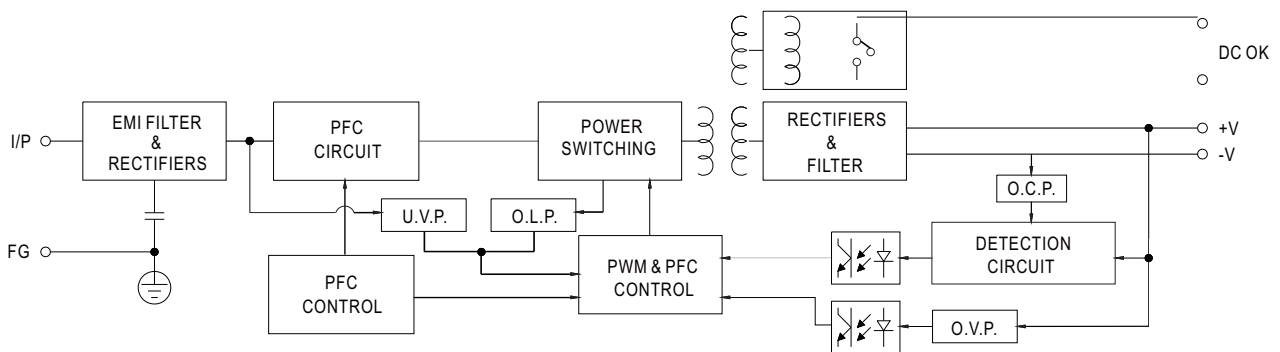 DC OK
I/P
EMI FILTER
&
RECTIFIERS
PFC
CIRCUIT
POWER
SWITCHING
RECTIFIERS
&
FILTER
+V
-V
O.C.P.
U.V.P.
O.L.P.
FG
PFC
CONTROL
PWM & PFC
CONTROL
DETECTION
CIRCUIT
O.V.P.